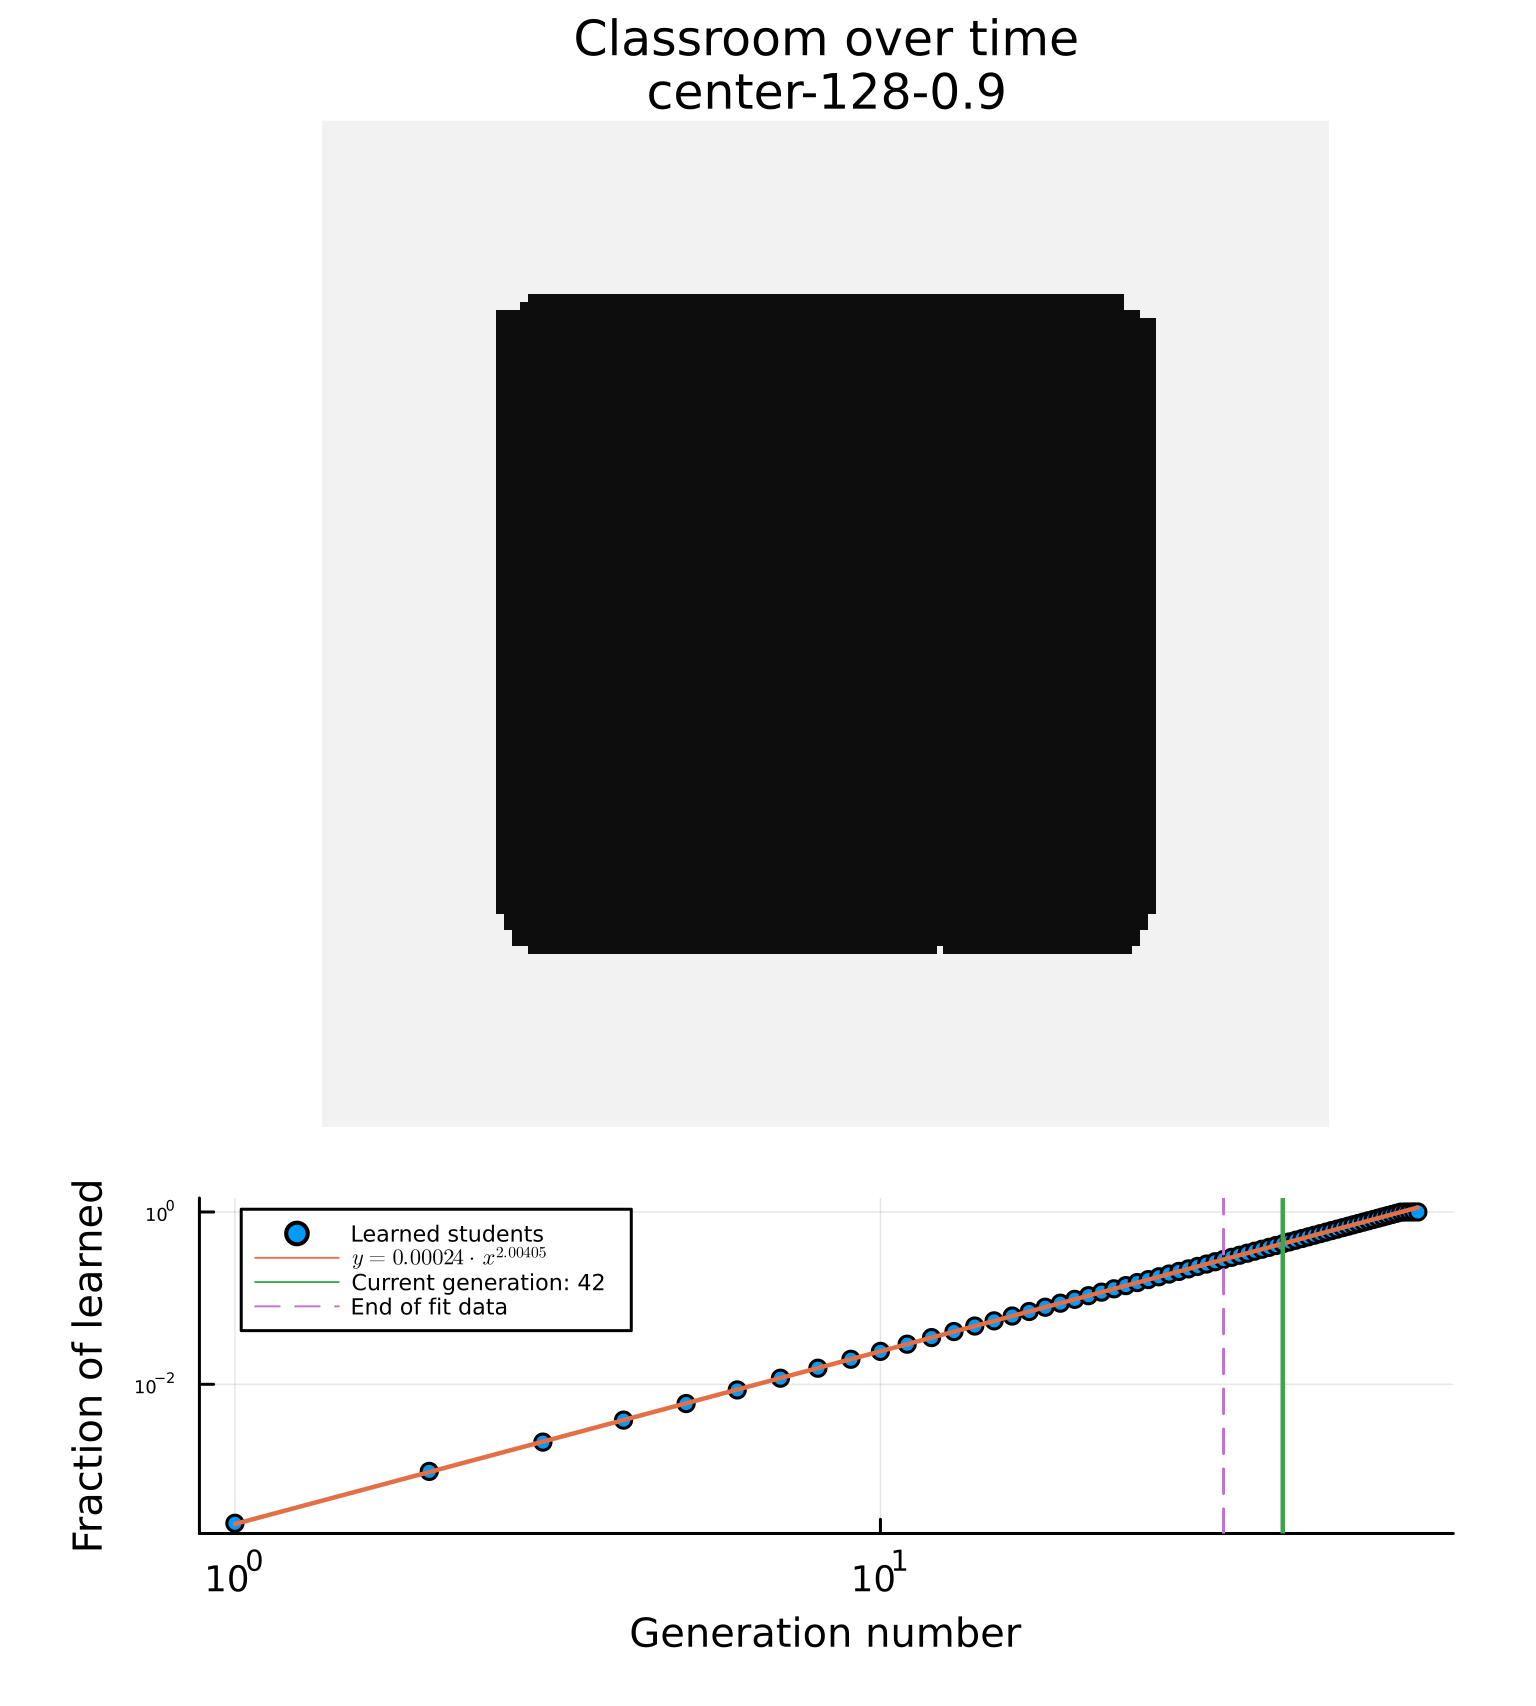 Classroom over time
center-128-0.9
Fraction of learned
10^0
10^-2
Learned students
y = 0.00024 · x^2.00405
Current generation: 42
End of fit data
10^0
10^1
Generation number